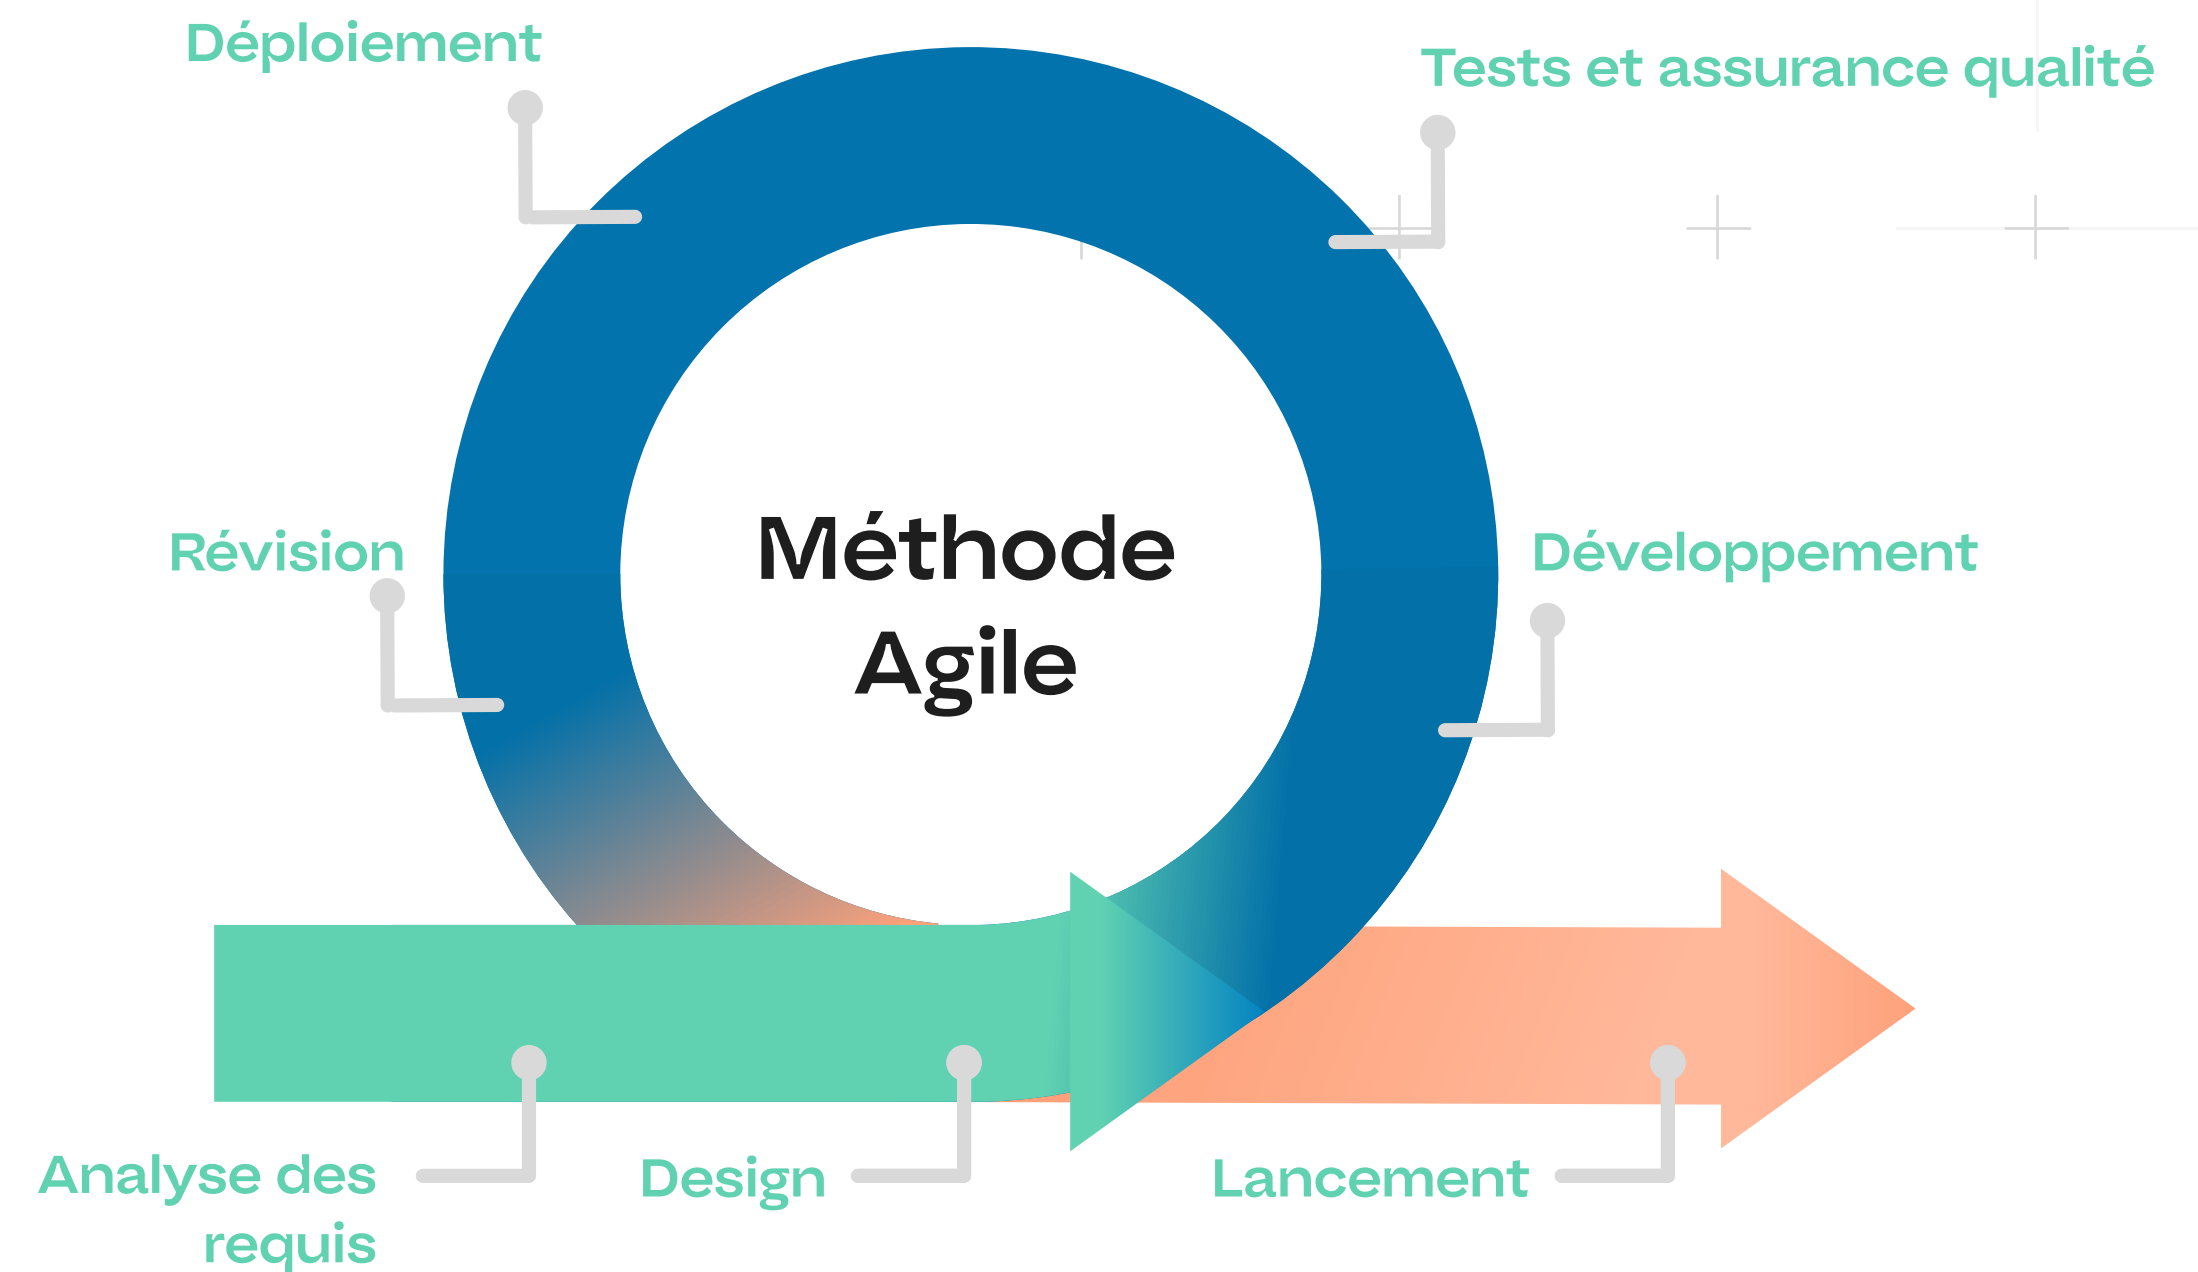 Déploiement
Tests et assurance qualité
Méthode
Agile
Révision
Développement
Analyse des
requis
Design
Lancement